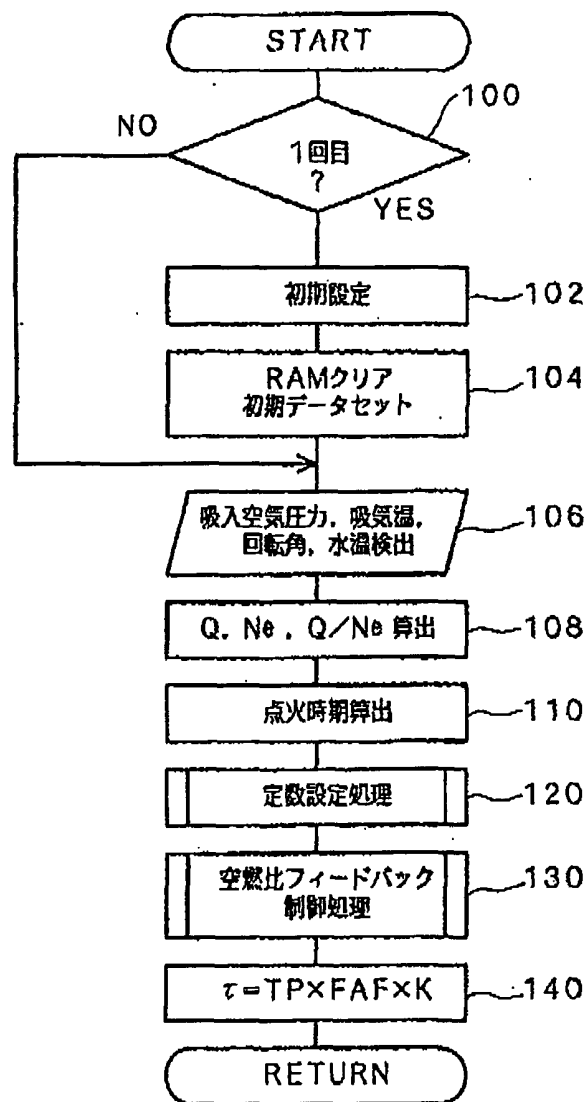 START
100
NO
1回目
?
YES
初期設定
102
RAMクリア
初期データセット
104
吸入空気圧力,吸気温,
回転角,水温検出
106
Q,Ne,Q/Ne 算出
108
点火時期算出
110
定数設定処理
120
空燃比フィードバック
制御処理
130
τ=TP×FAF×K
140
RETURN